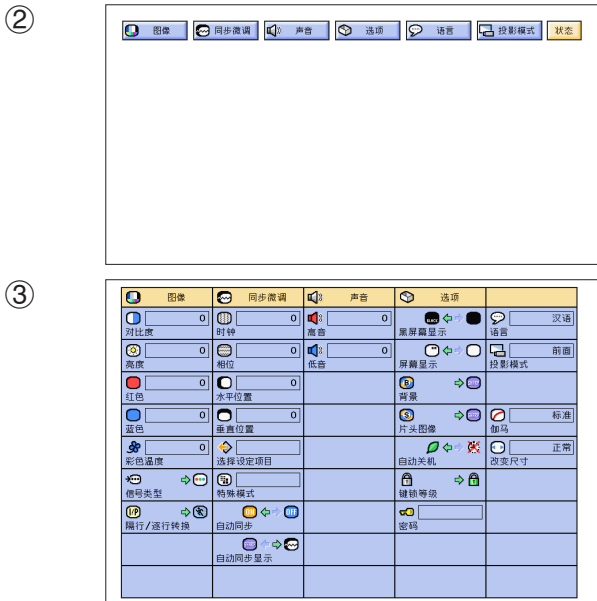 ②
图像 同步微调 声音 选项 语言 投影模式 状态
③
图像 同步微调 声音 选项
0 0 0 汉语
对比度 时钟 高音 黑屏幕显示 语言
0 0 0 前面
亮度 相位 低音 屏幕显示 投影模式
0 0
红色 水平位置 背景
0 0 标准
蓝色 垂直位置 片头图像 伽马
0 正常
彩色温度 选择设定项目 自动关机 改变尺寸
信号类型 特殊模式 键锁等级
I/P ON OFF
隔行/逐行转换 自动同步 密码
自动同步显示